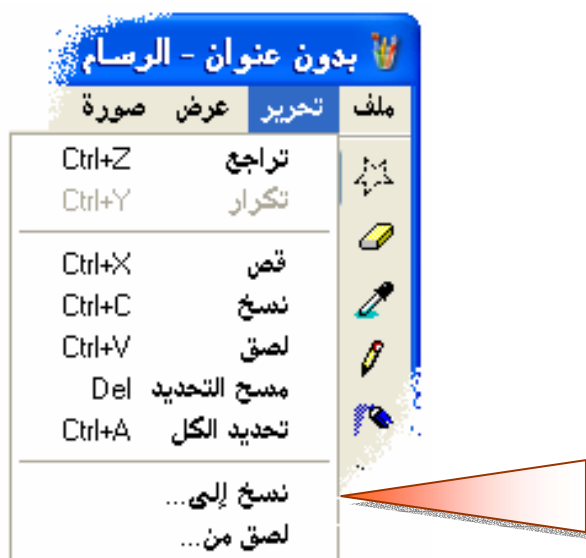 بدون عنوان - الرسام
ملف تحرير عرض صورة
تراجع Ctrl+Z
تكرار Ctrl+Y
قص Ctrl+X
نسخ Ctrl+C
لصق Ctrl+V
مسح التحديد Del
تحديد الكل Ctrl+A
نسخ إلى...
لصق من...